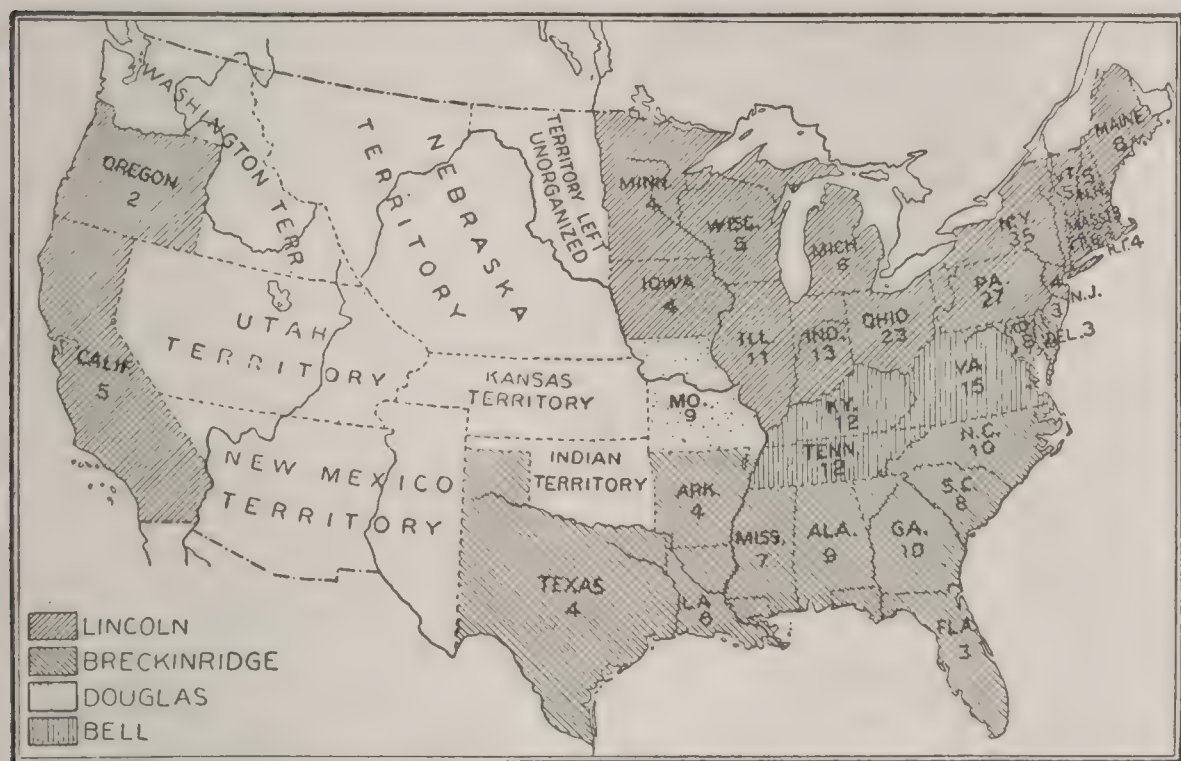 WASHINGTON TERR
OREGON
2
NEBRASKA
TERRITORY
TERRITORY LEFT
UNORGANIZED
MINN.
4
WISC.
5
MICH
6
IOWA
4
MAINE
8
N.Y.
35
MASS.
R.I.4
PA.
27
4
N.J.
3
DEL.3
ILL.
11
IND.
13
OHIO
23
VA.
15
UTAH
TERRITORY
CALIF.
5
KANSAS
TERRITORY
MO.
9
KY.
12
TENN
12
N.C.
10
S.C.
8
NEW MEXICO
TERRITORY
INDIAN
TERRITORY
ARK.
4
MISS.
7
ALA.
9
GA.
10
TEXAS
4
LA
6
FLA.
3
LINCOLN
BRECKINRIDGE
DOUGLAS
BELL